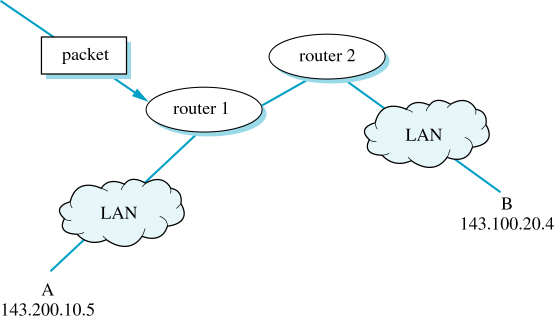 packet
router 2
router 1
LAN
LAN
B
143.100.20.4
A
143.200.10.5